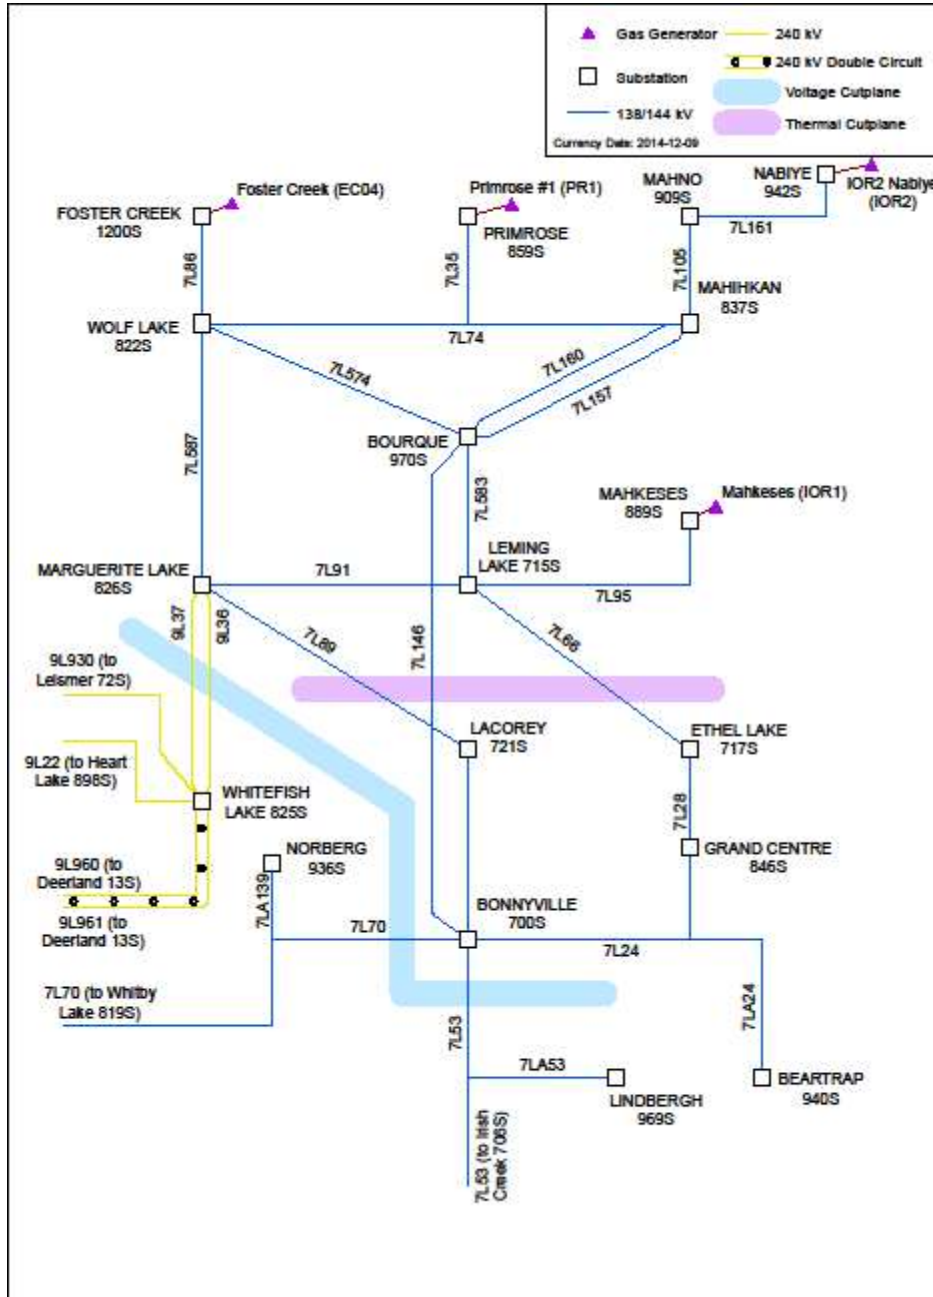 Gas Generator
240 kV
240 kV Double Circuit
Substation
Voltage Cutplane
138/144 kV
Thermal Cutplane
Currency Date: 2014-12-09
Foster Creek (EC04)
FOSTER CREEK
1200S
Primrose #1 (PR1)
PRIMROSE
859S
MAHNO
909S
NABIYE
942S
IOR2 Nabiye
(IOR2)
7L161
7L86
7L35
7L105
WOLF LAKE
822S
7L74
MAHIHKAN
837S
7L574
7L160
7L157
BOURQUE
970S
7L587
7L583
MAHKESES
889S
Mahkeses (IOR1)
MARGUERITE LAKE
826S
7L91
LEMING
LAKE 715S
7L95
9L37
9L36
7L89
7L146
7L66
9L930 (to
Leismer 72S)
LACOREY
721S
ETHEL LAKE
717S
9L22 (to Heart
Lake 898S)
WHITEFISH
LAKE 825S
7L28
GRAND CENTRE
846S
NORBERG
936S
9L960 (to
Deerland 13S)
9L961 (to
Deerland 13S)
7LA139
7L70
BONNYVILLE
700S
7L24
7L70 (to Whitby
Lake 819S)
7L53
7LA24
7LA53
LINDBERGH
969S
BEARTRAP
940S
7L53 (to Irish
Creek 706S)